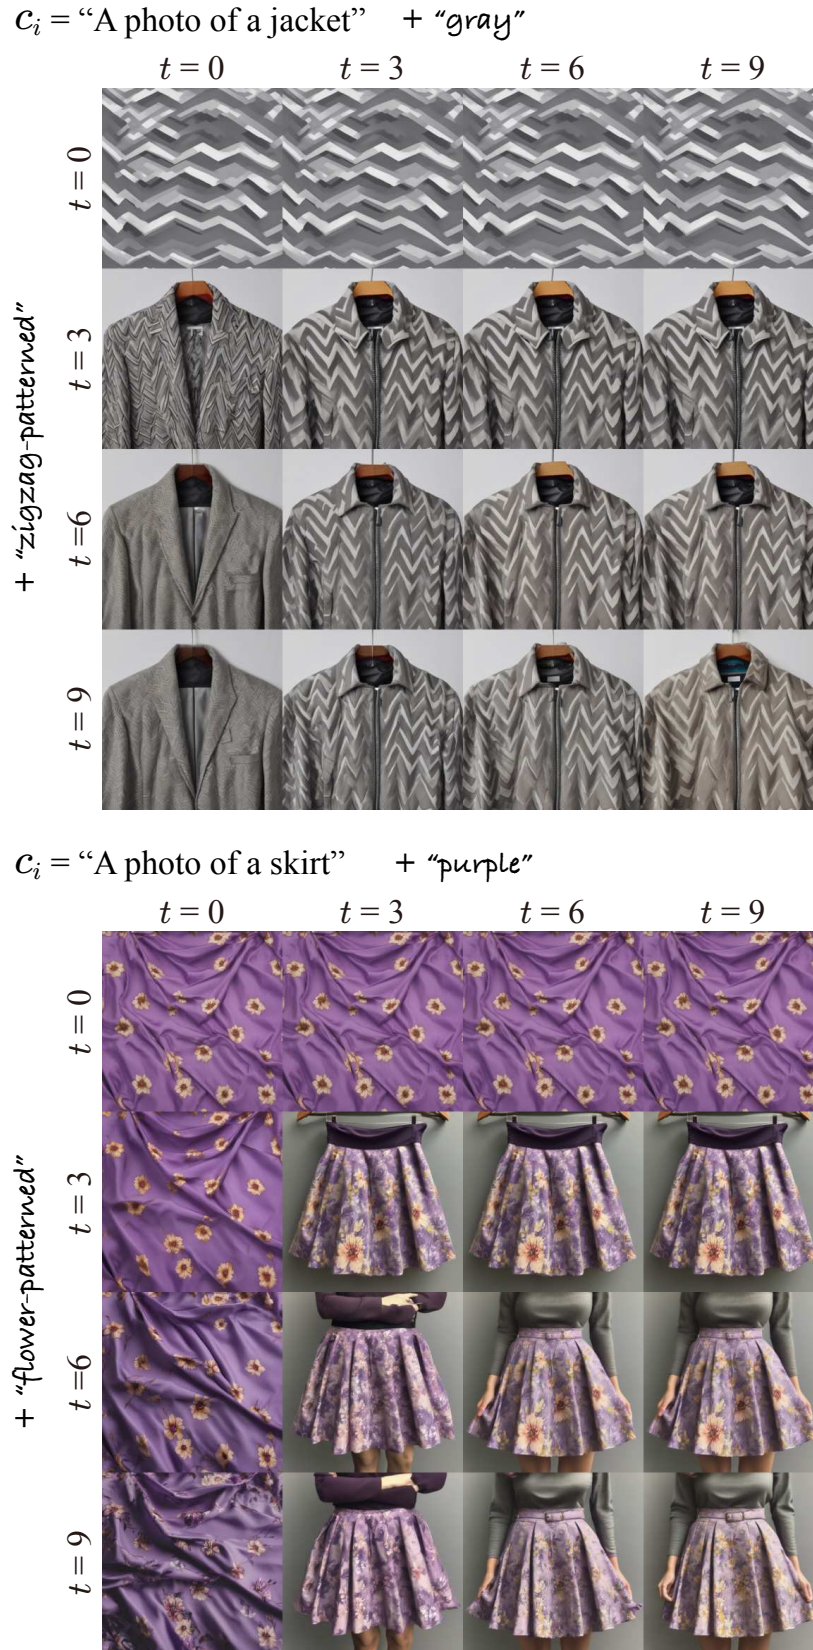 c_i = “A photo of a jacket” + “gray”
t = 0 t = 3 t = 6 t = 9
+ “zigzag-patterned”
t = 0
t = 3
t =6
t = 9
c_i = “A photo of a skirt” + “purple”
t = 0 t = 3 t = 6 t = 9
+ “flower-patterned”
t = 0
t = 3
t =6
t = 9